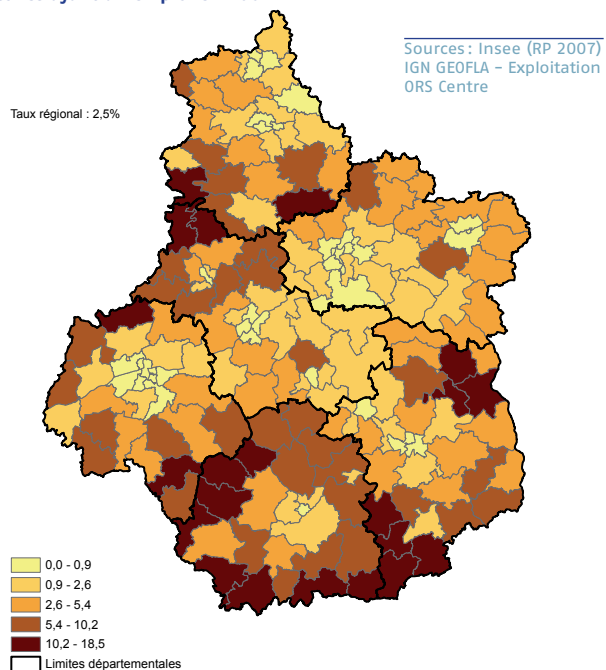 Sources : Insee (RP 2007)
IGN GEOFLA - Exploitation
ORS Centre
Taux régional : 2,5%
0,0 - 0,9
0,9 - 2,6
2,6 - 5,4
5,4 - 10,2
10,2 - 18,5
Limites départementales